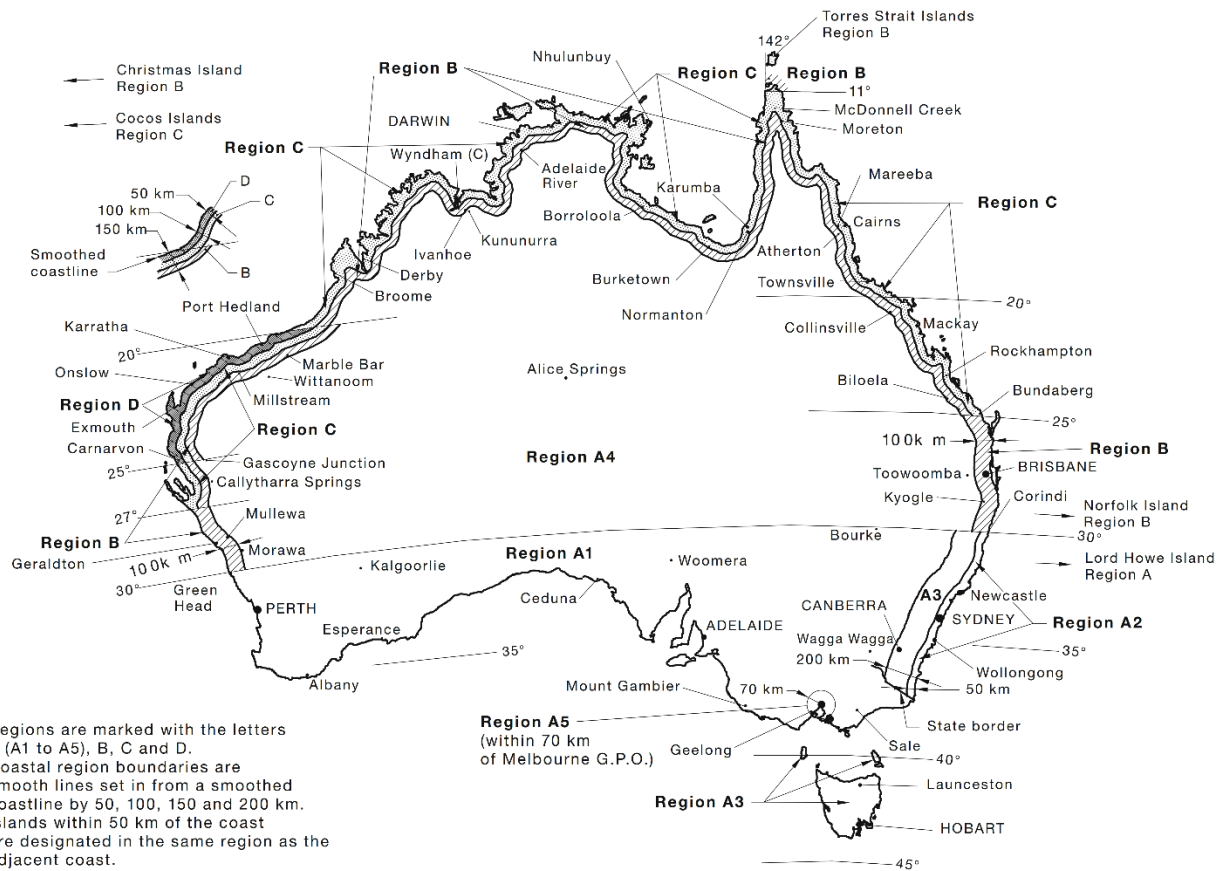 Torres Strait Islands
Region B
142°
Nhulunbuy
Christmas Island
Region B
Region B
Region C
Region B
11°
McDonnell Creek
Moreton
Cocos Islands
Region C
DARWIN
Region C
Wyndham (C)
Adelaide
River
Mareeba
50 km
D
C
100 km
150 km
Karumba
Region C
Cairns
Borroloola
Smoothed
coastline
B
Kununurra
Ivanhoe
Atherton
Derby
Burketown
Townsville
Broome
Port Hedland
Normanton
20°
Collinsville
Mackay
Karratha
20°
Marble Bar
Rockhampton
Onslow
Wittanoom
Alice Springs
Biloela
Millstream
Bundaberg
Region D
Exmouth
25°
Region C
Carnarvon
100k m
Region B
25°
Gascoyne Junction
Region A4
Toowoomba
BRISBANE
Callytharra Springs
Kyogle
Corindi
27°
Norfolk Island
Region B
Mullewa
Region B
Bourke
30°
Geraldton
100k m
Morawa
Region A1
Woomera
Lord Howe Island
Region A
Kalgoorlie
30°
Green
Head
Ceduna
A3
Newcastle
CANBERRA
PERTH
SYDNEY
Region A2
Esperance
ADELAIDE
Wagga Wagga
35°
35°
200 km
Wollongong
Albany
Mount Gambier
70 km
50 km
Region A5
(within 70 km
of Melbourne G.P.O.)
State border
Geelong
Sale
40°
Launceston
Region A3
HOBART
45°
egions are marked with the letters
(A1 to A5), B, C and D.
oastal region boundaries are
mooth lines set in from a smoothed
oastline by 50, 100, 150 and 200 km.
slands within 50 km of the coast
re designated in the same region as the
djacent coast.